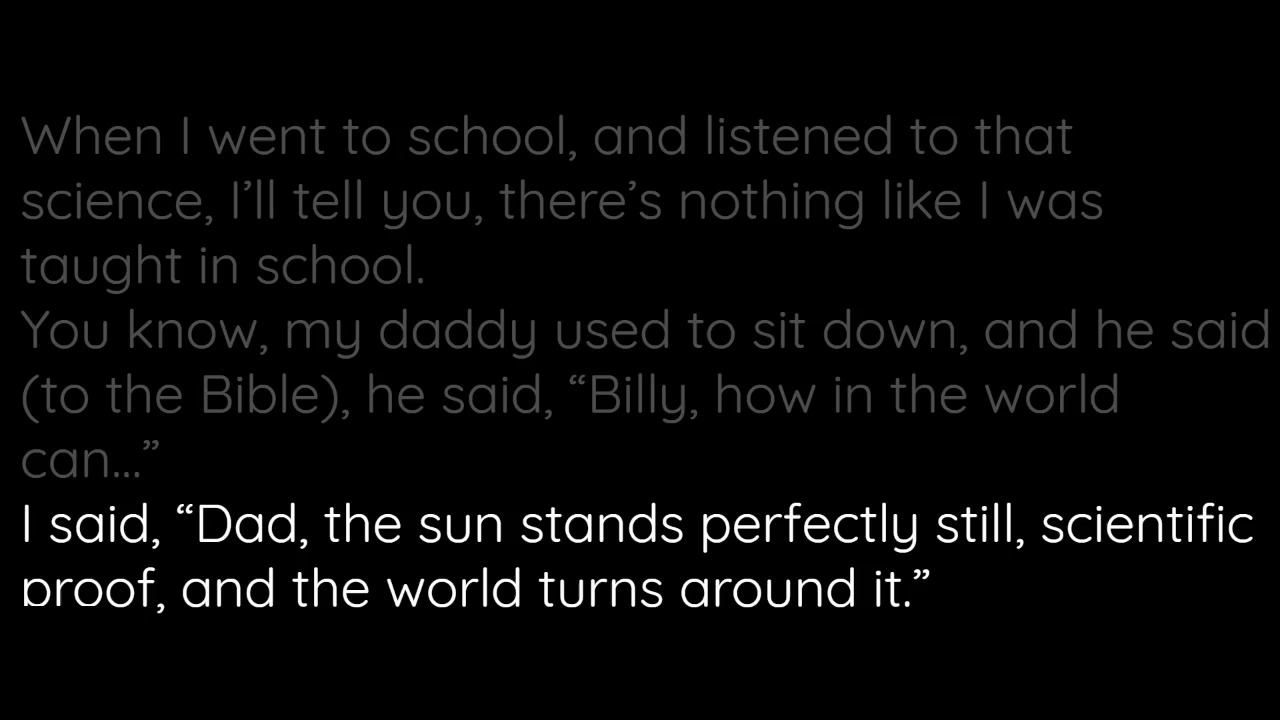 When I went to school, and listened to that
science, I’ll tell you, there’s nothing like I was
taught in school.
You know, my daddy used to sit down, and he said
(to the Bible), he said, “Billy, how in the world
can...”
I said, “Dad, the sun stands perfectly still, scientific
proof, and the world turns around it.”